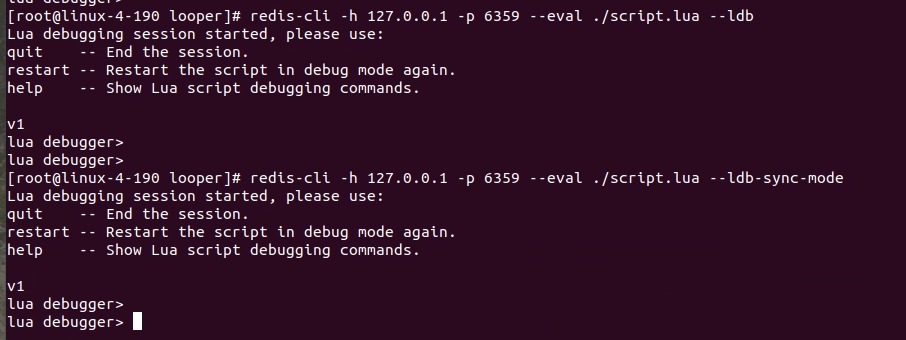 lua debugger>
[root@linux-4-190 looper]# redis-cli -h 127.0.0.1 -p 6359 --eval ./script.lua --ldb
Lua debugging session started, please use:
quit    -- End the session.
restart -- Restart the script in debug mode again.
help    -- Show Lua script debugging commands.
v1
lua debugger>
lua debugger>
[root@linux-4-190 looper]# redis-cli -h 127.0.0.1 -p 6359 --eval ./script.lua --ldb-sync-mode
Lua debugging session started, please use:
quit    -- End the session.
restart -- Restart the script in debug mode again.
help    -- Show Lua script debugging commands.
v1
lua debugger>
lua debugger>